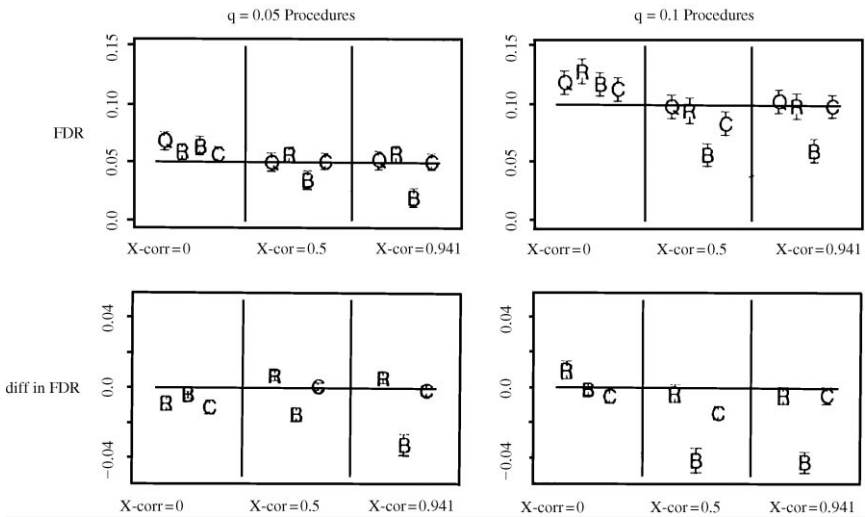 q = 0.05 Procedures
q = 0.1 Procedures
FDR
0.15
0.10
0.05
0.0
Q R B C
Q R B C
Q R B C
X-corr=0 X-cor=0.5 X-cor=0.941
0.15
0.10
0.05
0.0
Q R B C
Q R B C
Q R B C
X-corr=0 X-cor=0.5 X-cor=0.941
diff in FDR
0.04
0.0
−0.04
R B C
R B C
R B C
X-corr=0 X-cor=0.5 X-cor=0.941
0.04
0.0
−0.04
R B C
R B C
R B C
X-corr=0 X-cor=0.5 X-cor=0.941